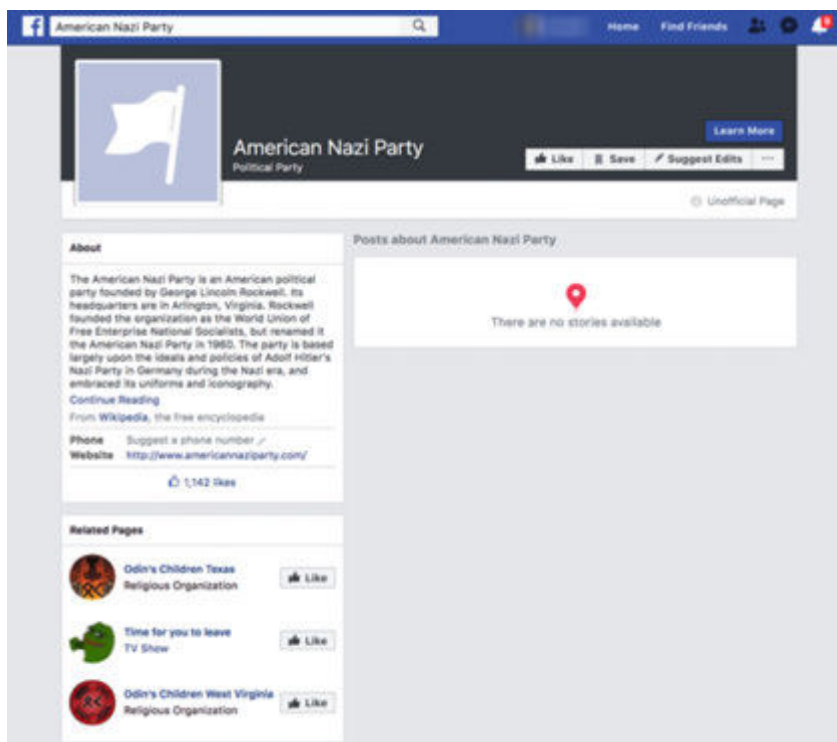 American Nazi Party
Home Find Friends
American Nazi Party
Political Party
Learn More
Like Save Suggest Edits ...
Unofficial Page
About
The American Nazi Party is an American political
party founded by George Lincoln Rockwell. Its
headquarters are in Arlington, Virginia. Rockwell
founded the organization as the World Union of
Free Enterprise National Socialists, but renamed it
the American Nazi Party in 1960. The party is based
largely upon the ideals and policies of Adolf Hitler's
Nazi Party in Germany during the Nazi era, and
embraced its uniforms and iconography.
Continue Reading
From Wikipedia, the free encyclopedia
Phone Suggest a phone number
Website http://www.americannaziparty.com/
1,142 likes
Posts about American Nazi Party
There are no stories available
Related Pages
Odin's Children Texas
Religious Organization
Like
Time for you to leave
TV Show
Like
Odin's Children West Virginia
Religious Organization
Like